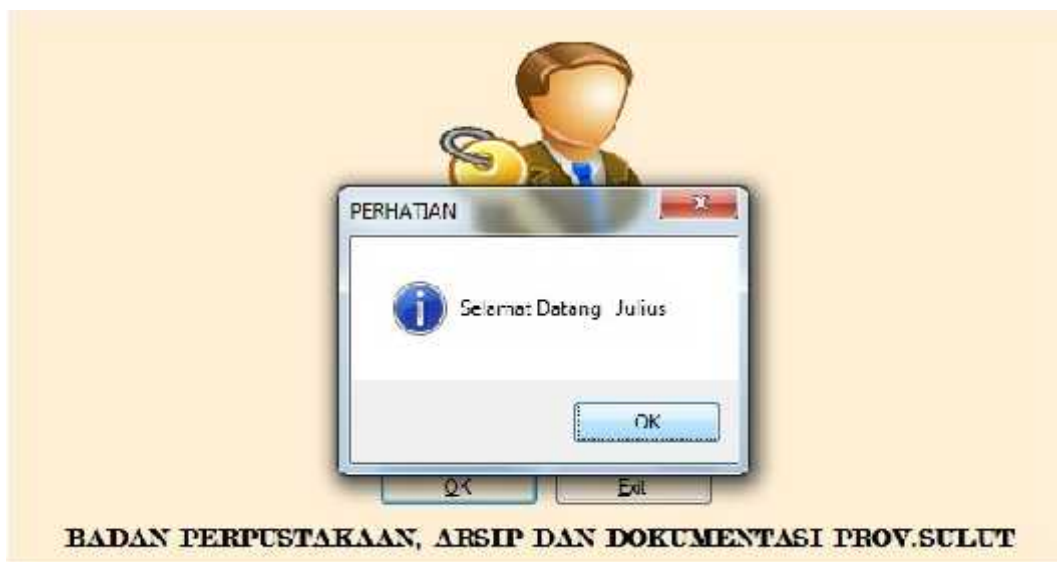 PERHATIAN
Selamat Datang Julius
OK
OK Exit
BADAN PERPUSTAKAAN, ARSIP DAN DOKUMENTASI PROV.SULUT